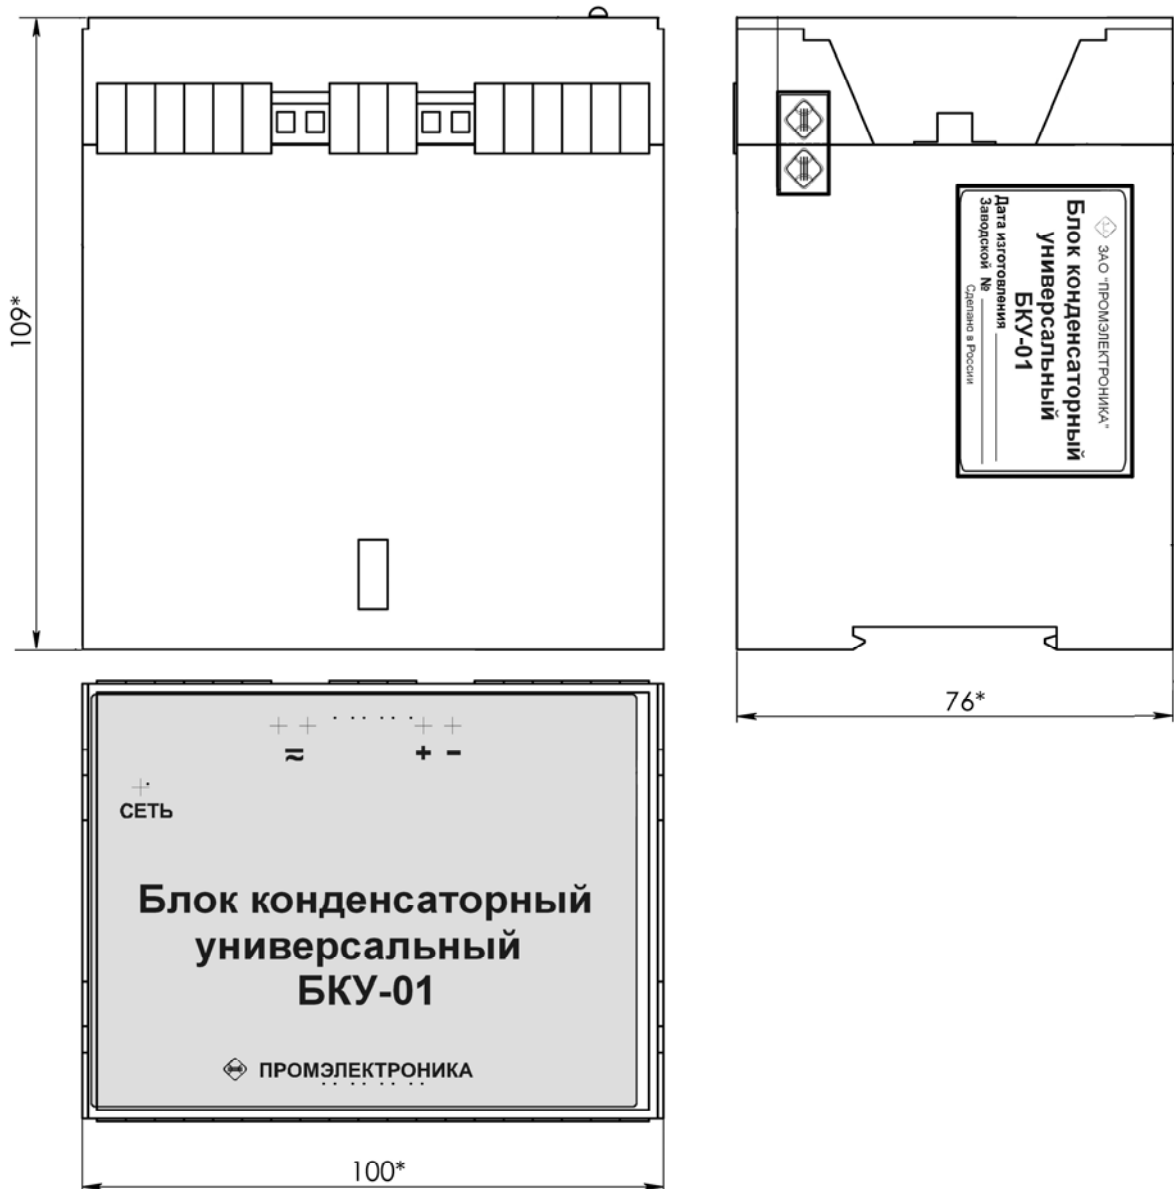 109*
ЗАО "ПРОМЭЛЕКТРОНИКА"
Блок конденсаторный
универсальный
БКУ-01
Дата изготовления
Заводской №
Сделано в России
76*
≂
+ -
СЕТЬ
Блок конденсаторный
универсальный
БКУ-01
ПРОМЭЛЕКТРОНИКА
100*